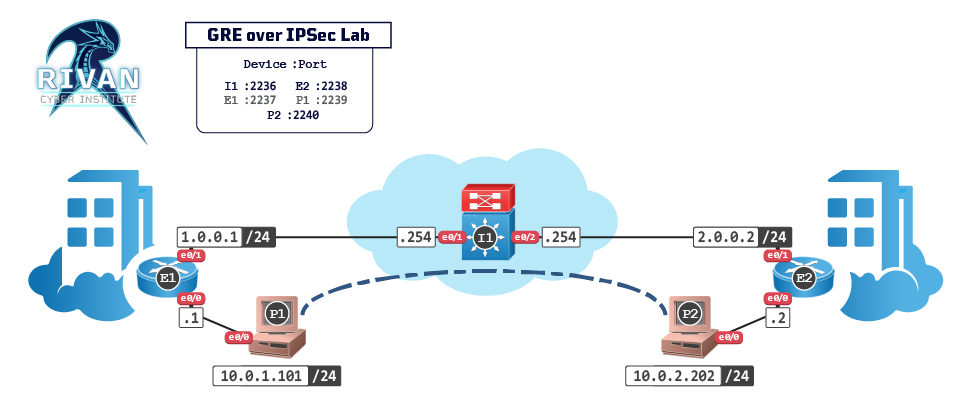 RIVAN
CYBER INSTITUTE
GRE over IPSec Lab
Device :Port
I1 :2236 E2 :2238
E1 :2237 P1 :2239
P2 :2240
1.0.0.1 /24
.254
e0/1
I1
e0/2
.254
2.0.0.2 /24
e0/1
E1
e0/0
.1
e0/1
E2
e0/0
.2
P1
e0/0
10.0.1.101 /24
P2
e0/0
10.0.2.202 /24